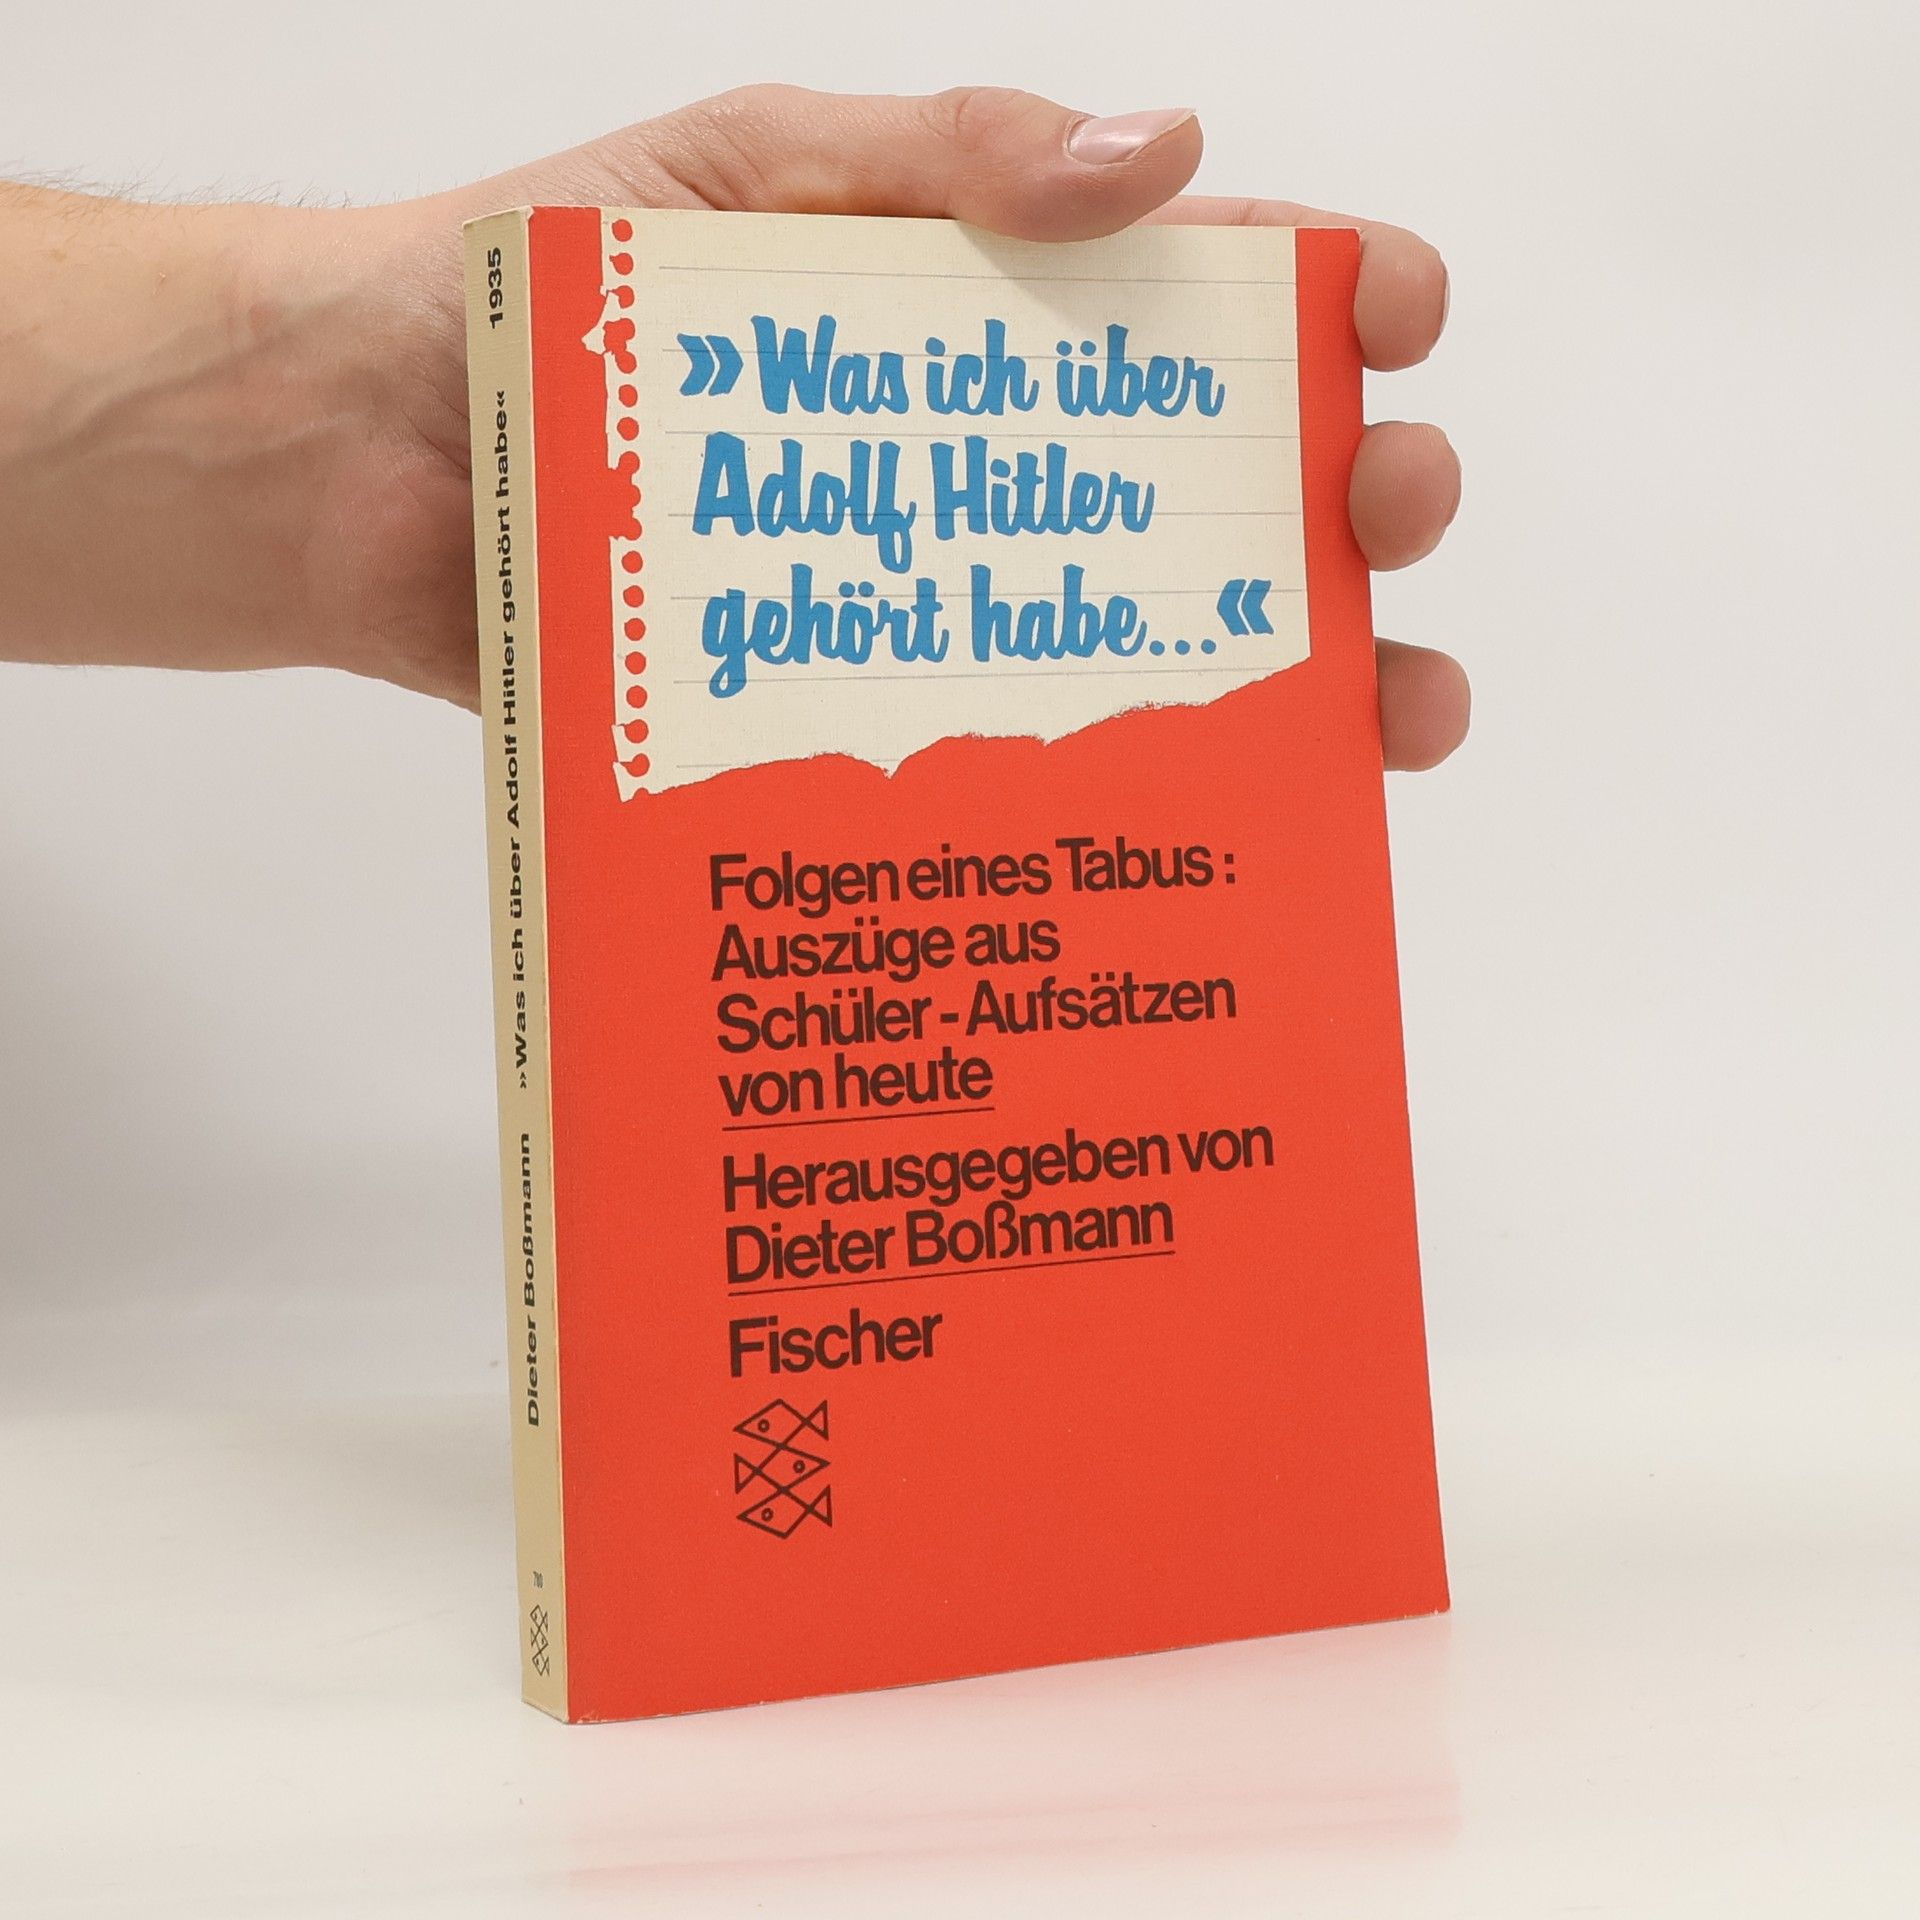 »Was ich über
Adolf Hitler
gehört habe...«
Folgen eines Tabus:
Auszüge aus
Schüler-Aufsätzen
von heute
Herausgegeben von
Dieter Boßmann
Fischer
Dieter Boßmann »Was ich über Adolf Hitler gehört habe« 1935
780